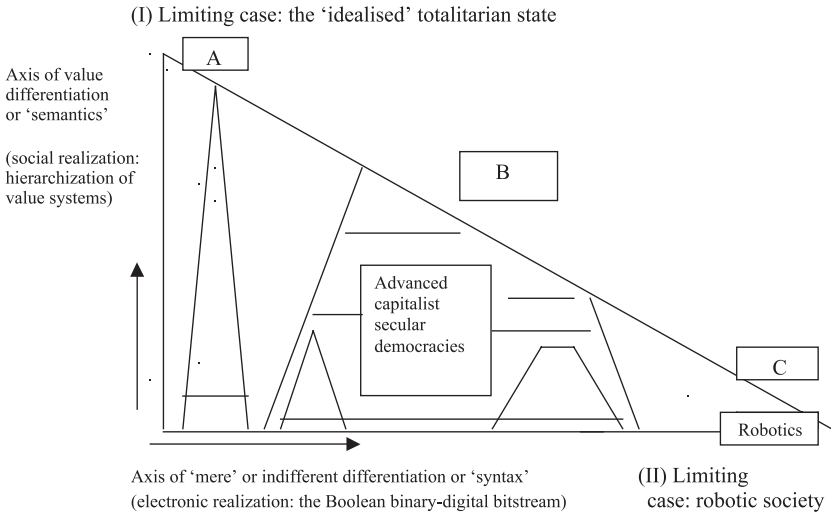 (I) Limiting case: the ‘idealised’ totalitarian state
A
Axis of value
differentiation
or ‘semantics’
(social realization:
hierarchization of
value systems)
B
Advanced
capitalist
secular
democracies
C
Robotics
Axis of ‘mere’ or indifferent differentiation or ‘syntax’
(electronic realization: the Boolean binary-digital bitstream)
(II) Limiting
case: robotic society